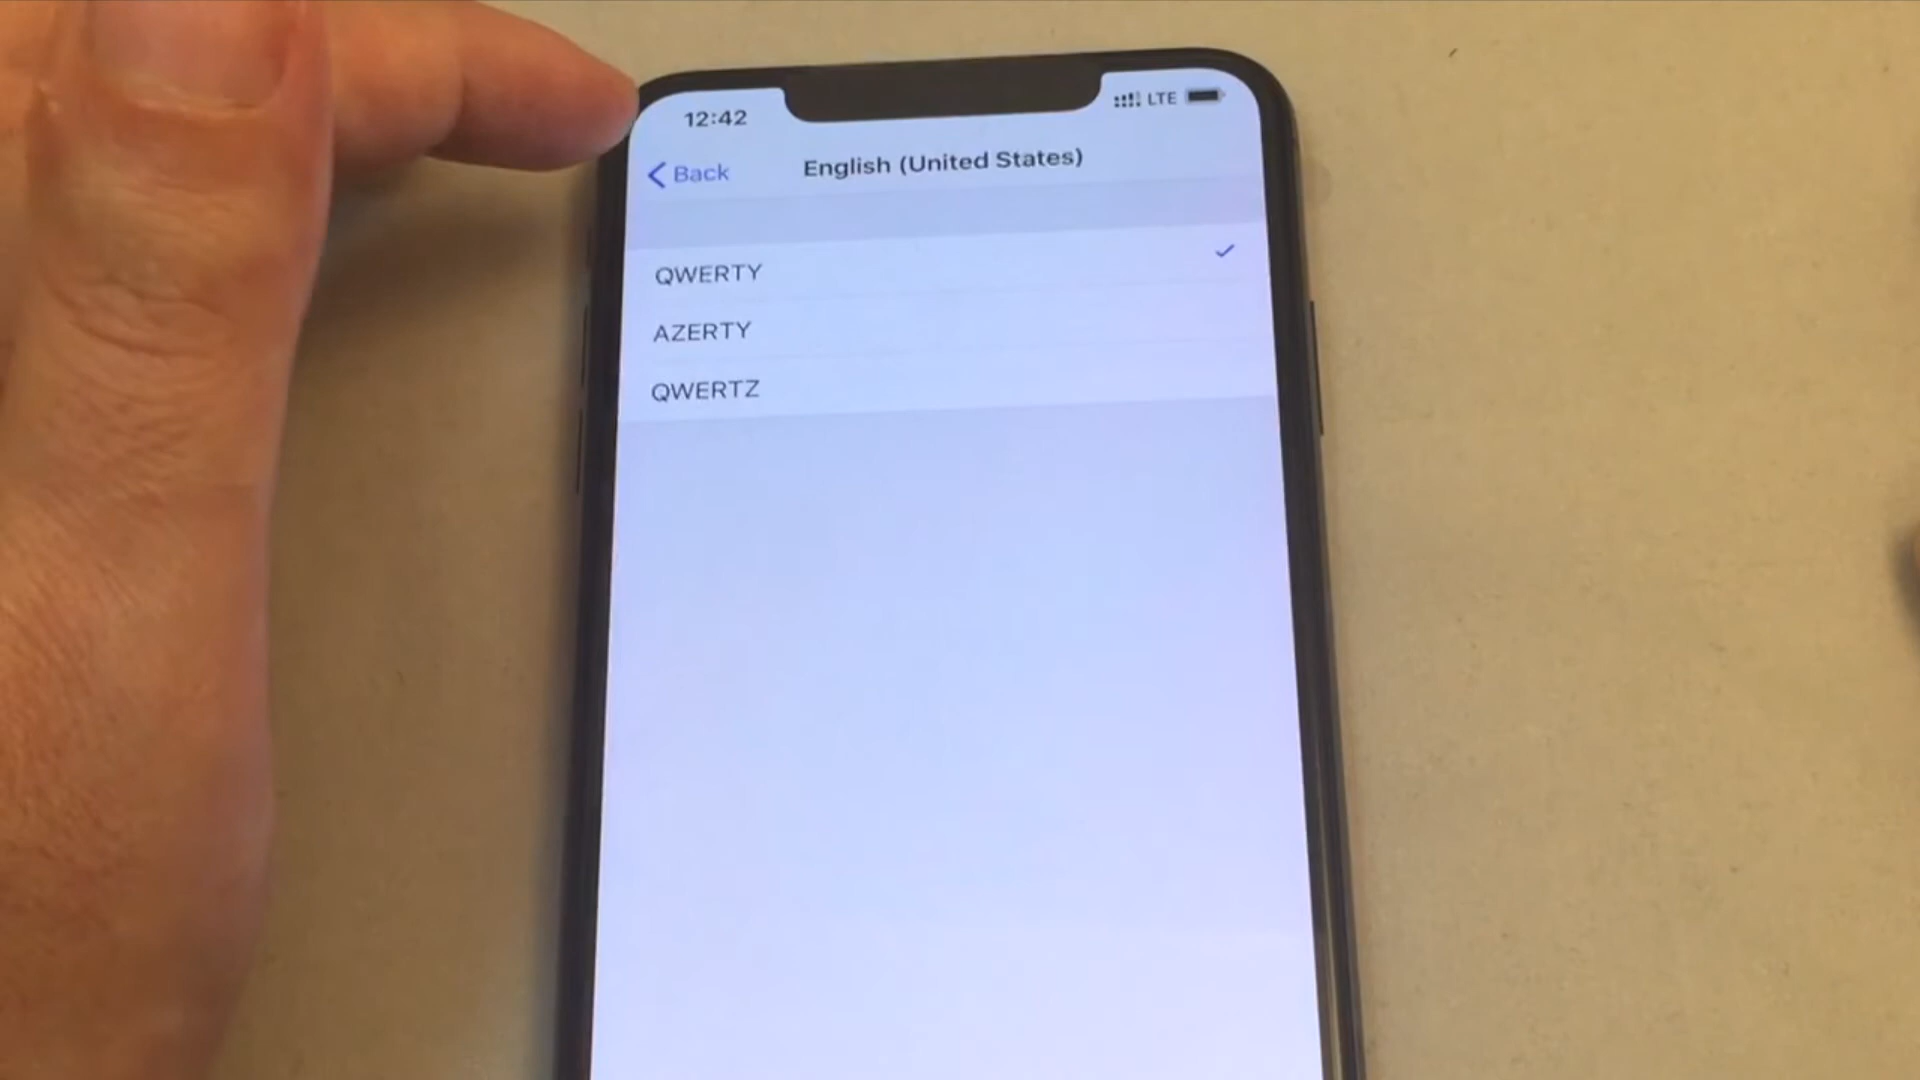 12:42 LTE
Back English (United States)
QWERTY
AZERTY
QWERTZ